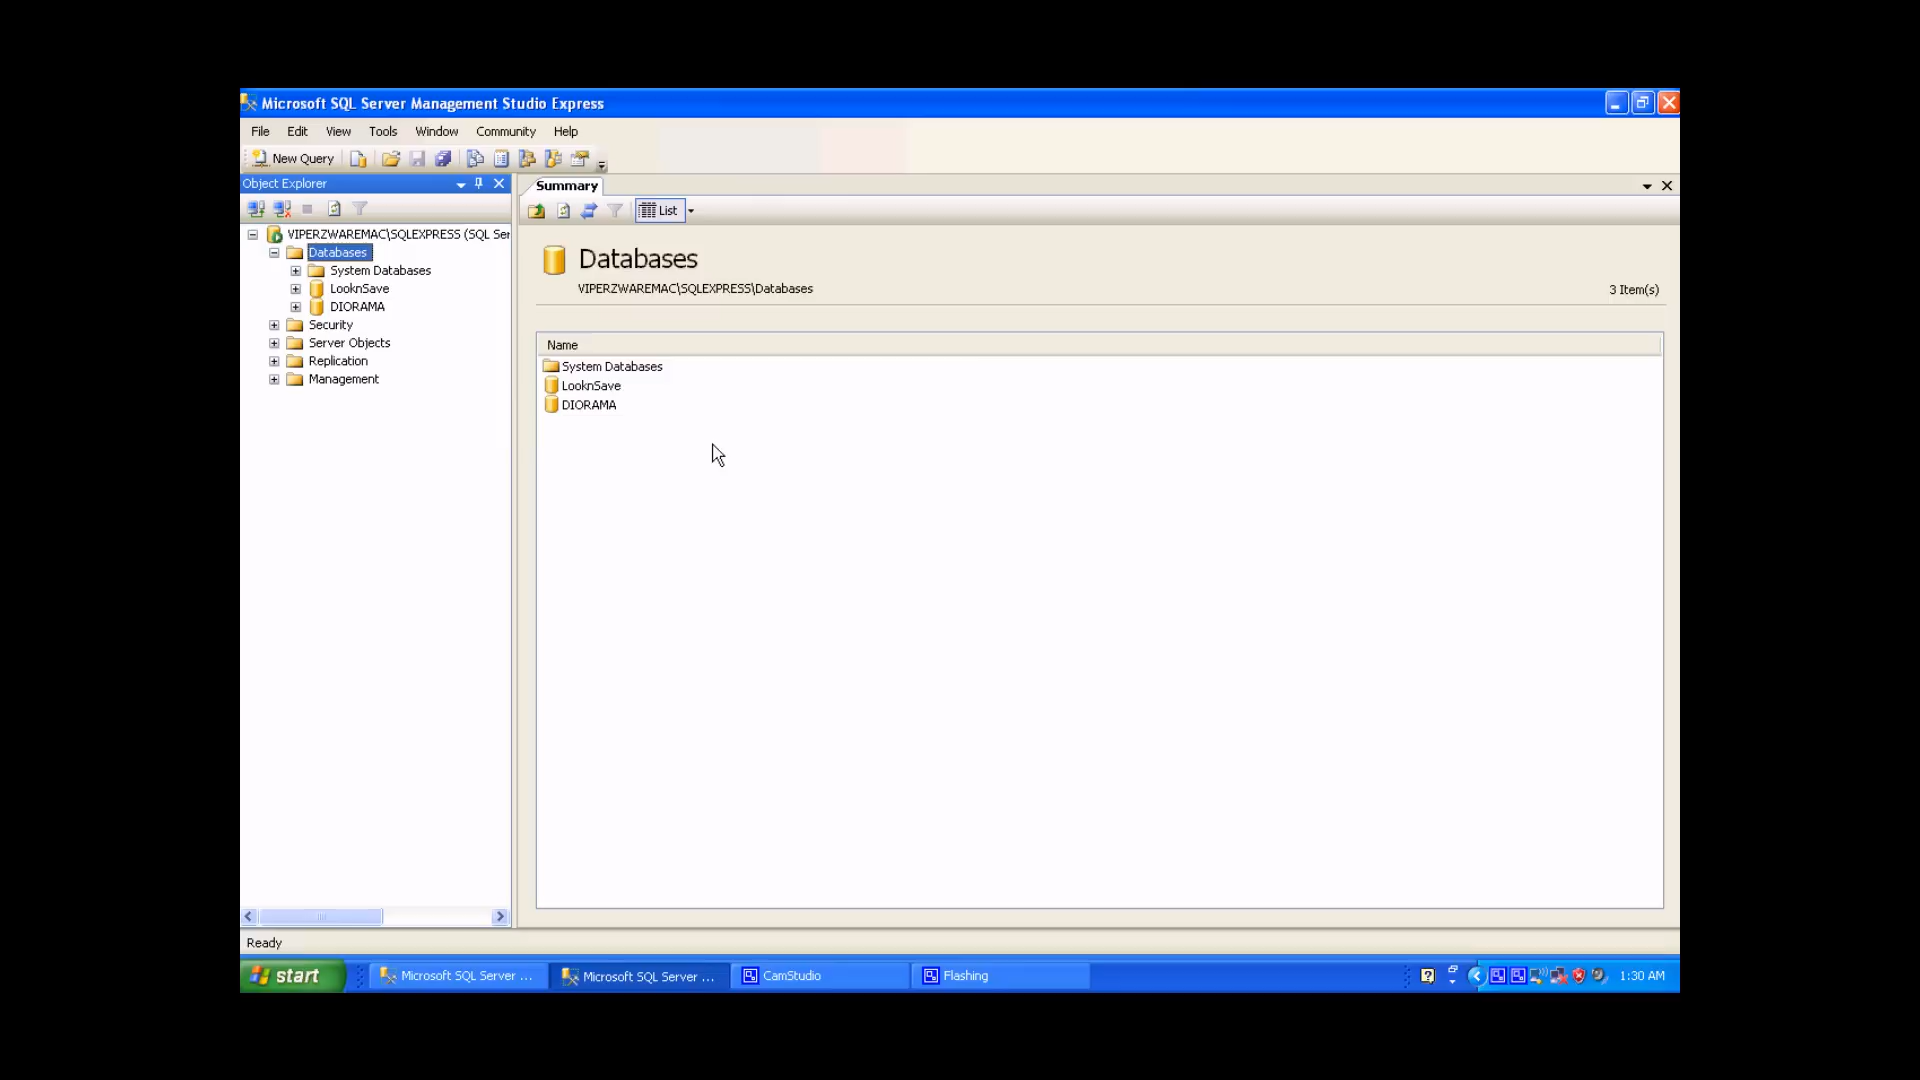 Microsoft SQL Server Management Studio Express
File Edit View Tools Window Community Help
New Query
Object Explorer
VIPERZWAREMAC\SQLEXPRESS (SQL Ser
Databases
System Databases
LooknSave
DIORAMA
Security
Server Objects
Replication
Management
Summary
List
Databases
VIPERZWAREMAC\SQLEXPRESS\Databases
3 Item(s)
Name
System Databases
LooknSave
DIORAMA
Ready
start
Microsoft SQL Server ...
Microsoft SQL Server ...
CamStudio
Flashing
1:30 AM